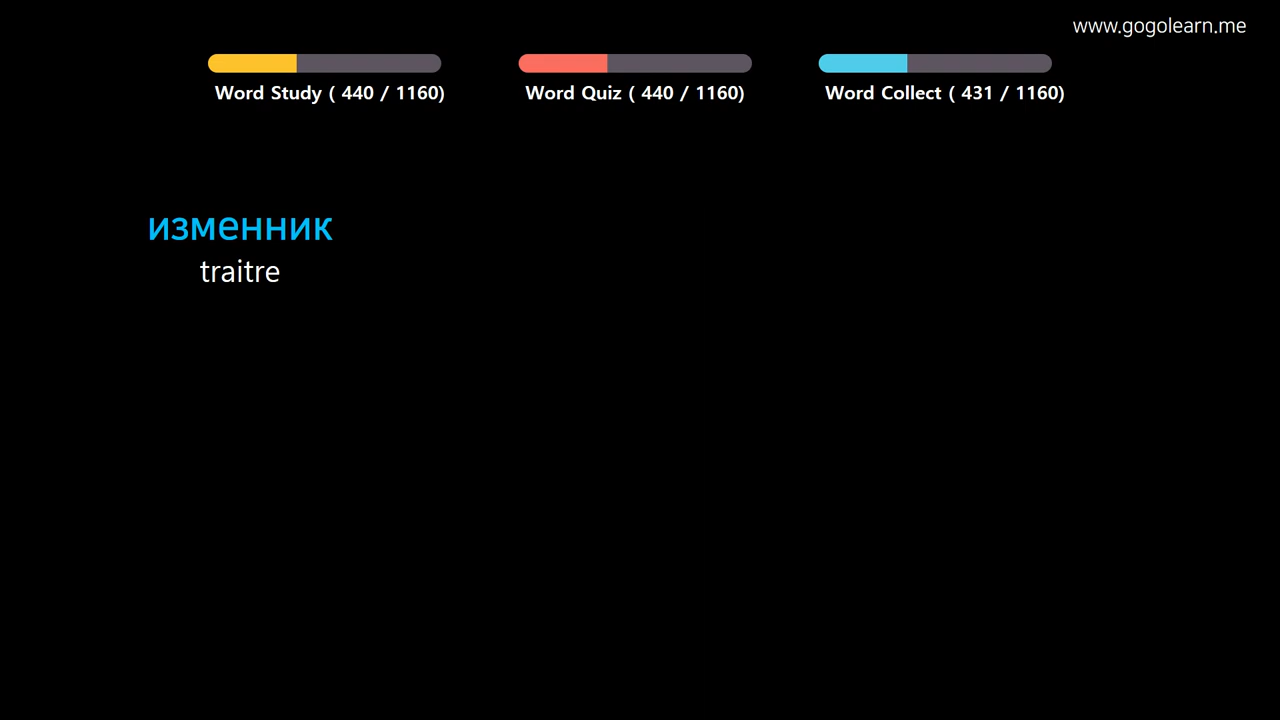 www.gogolearn.me
Word Study ( 440 / 1160)
Word Quiz ( 440 / 1160)
Word Collect ( 431 / 1160)
изменник
traitre